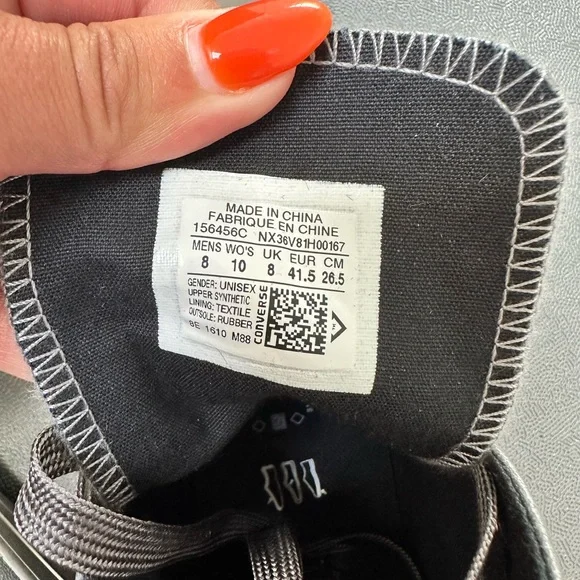 MADE IN CHINA
FABRIQUE EN CHINE
156456C NX36V81H00167
MENS WO'S UK EUR CM
8 10 8 41.5 26.5
GENDER: UNISEX
UPPER SYNTHETIC
LINING: TEXTILE
OUTSOLE: RUBBER
BE 1610 M88
CONVERSE